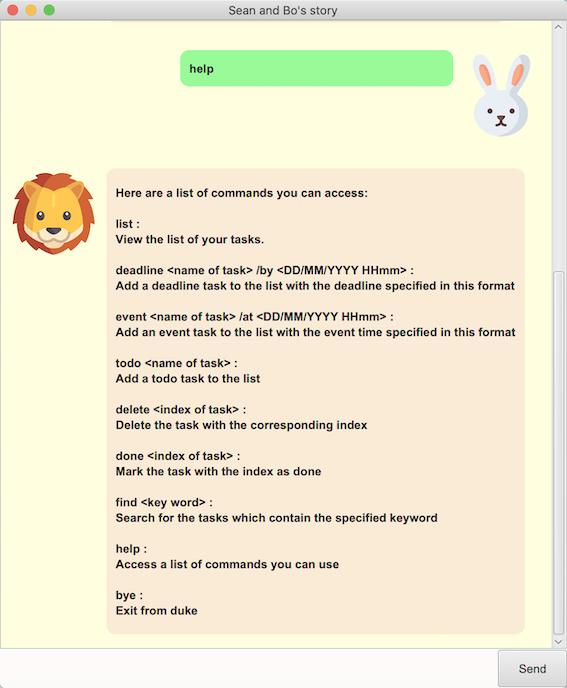 Sean and Bo's story
help
Here are a list of commands you can access:
list :
View the list of your tasks.
deadline <name of task> /by <DD/MM/YYYY HHmm> :
Add a deadline task to the list with the deadline specified in this format
event <name of task> /at <DD/MM/YYYY HHmm> :
Add an event task to the list with the event time specified in this format
todo <name of task> :
Add a todo task to the list
delete <index of task> :
Delete the task with the corresponding index
done <index of task> :
Mark the task with the index as done
find <key word> :
Search for the tasks which contain the specified keyword
help :
Access a list of commands you can use
bye :
Exit from duke
Send